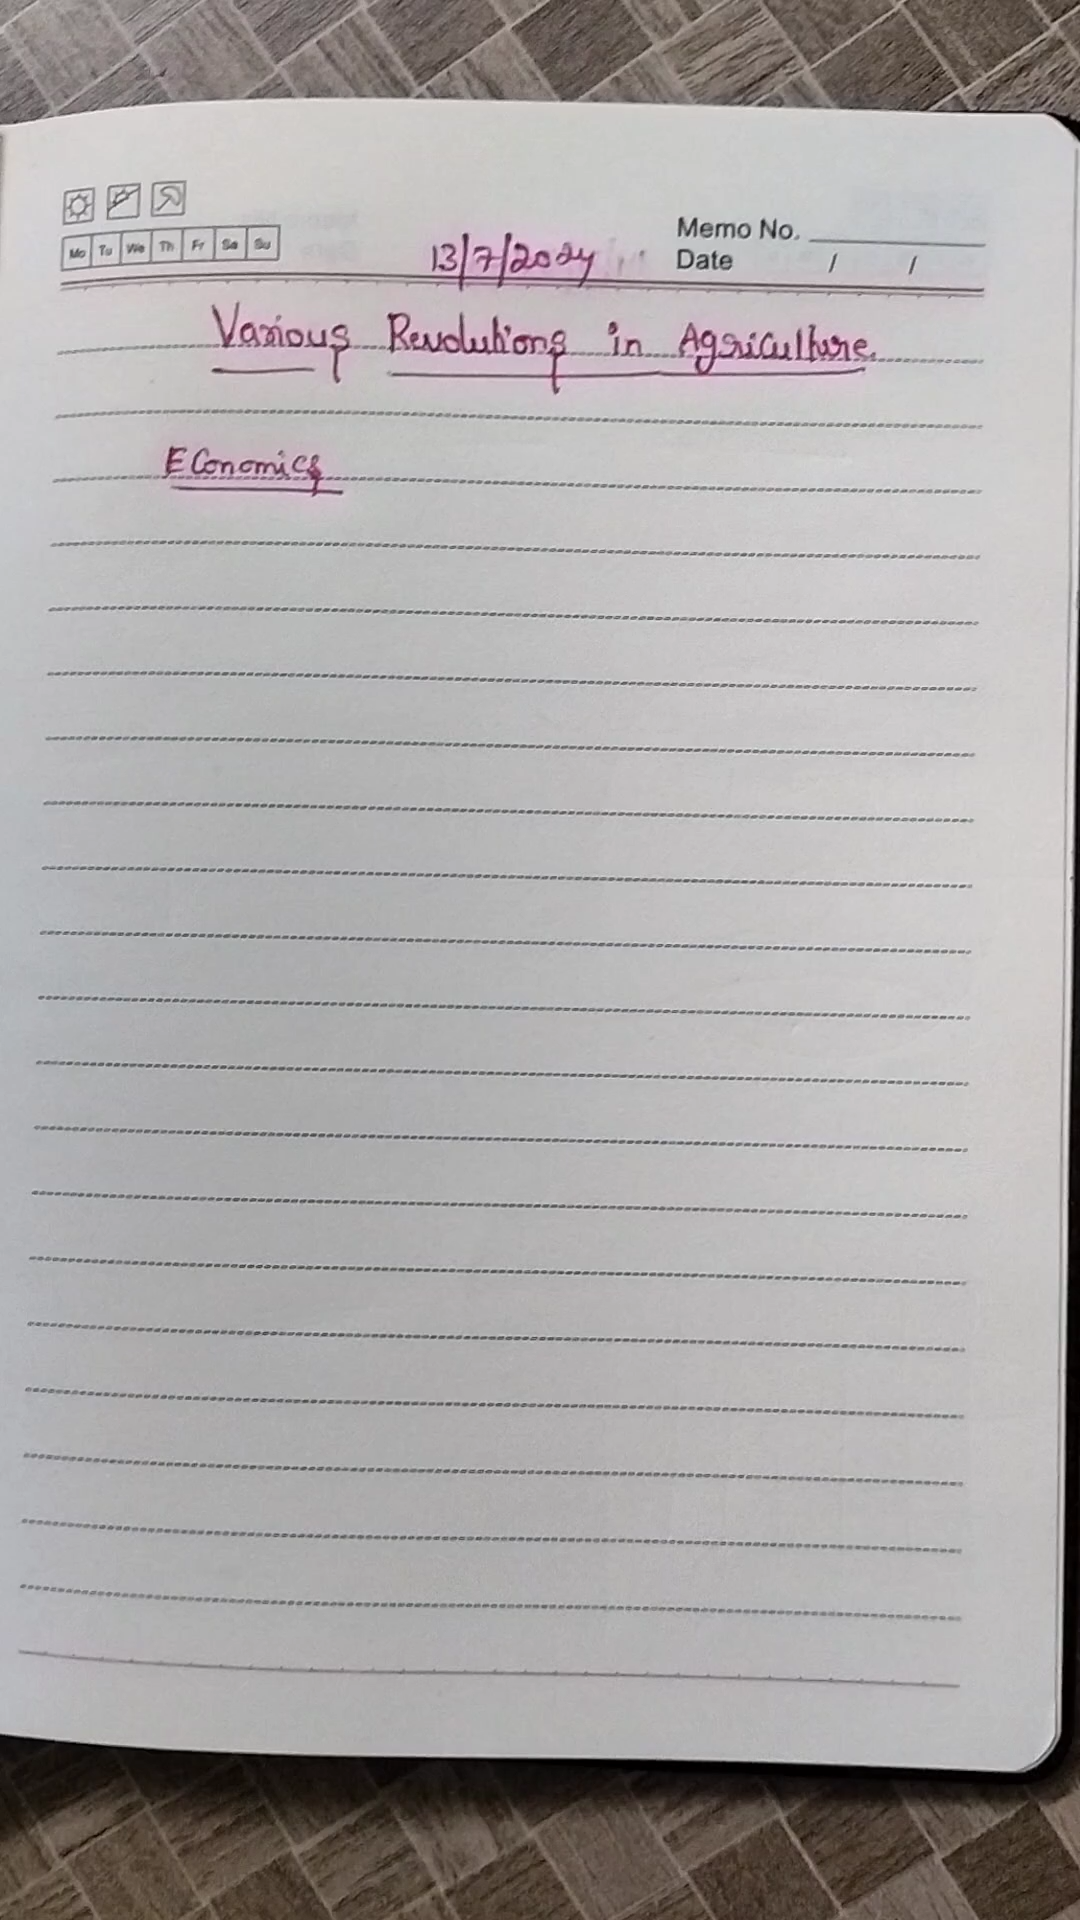 Mo Tu We Th Fr Sa Su
13/7/2024
Memo No.
Date / /
Various Revolutions in Agriculture.
Economics